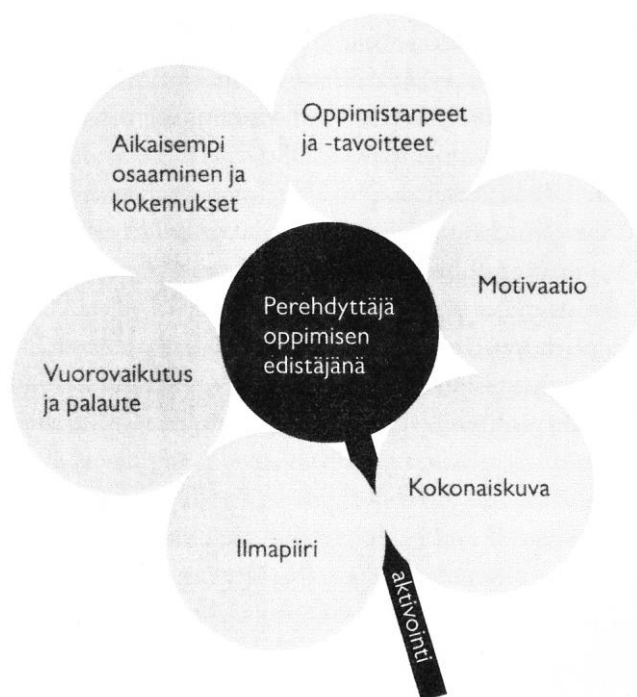 Oppimistarpeet
ja -tavoitteet
Aikaisempi
osaaminen ja
kokemukset
Motivaatio
Perehdyttäjä
oppimisen
edistäjänä
Vuorovaikutus
ja palaute
Kokonaiskuva
Ilmapiiri
aktivointi